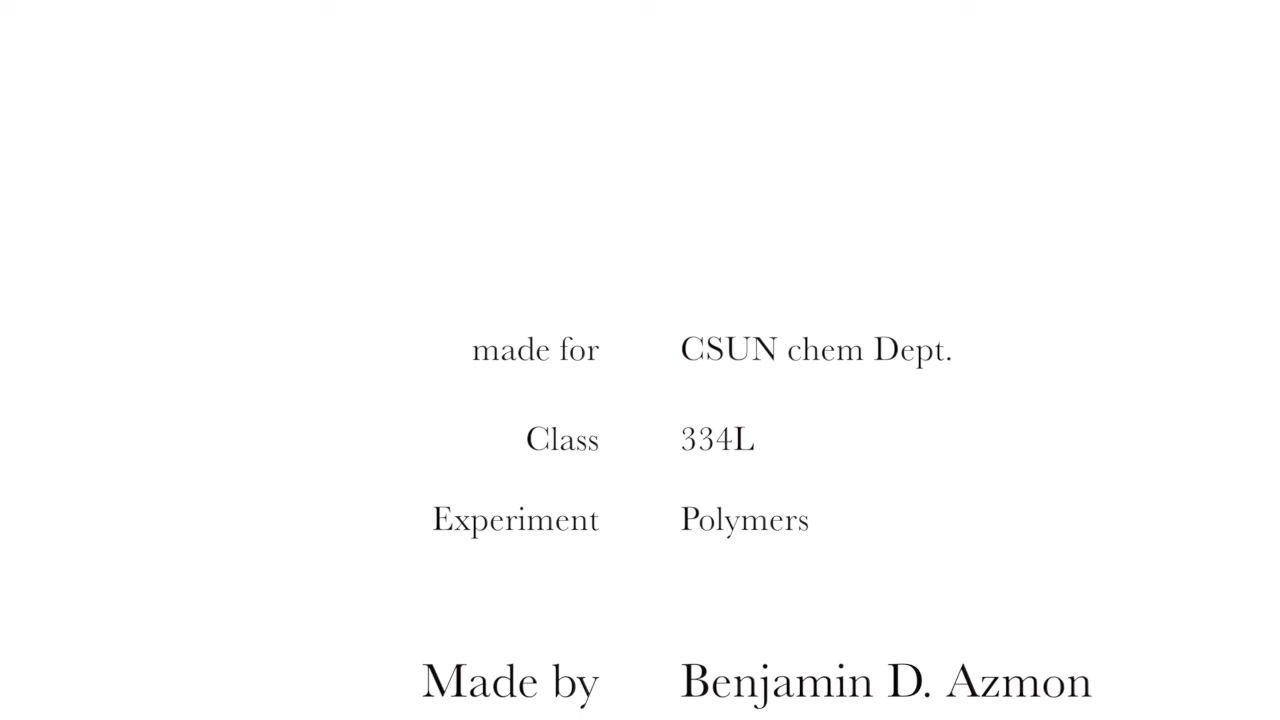 made for CSUN chem Dept.
Class 334L
Experiment Polymers
Made by Benjamin D. Azmon